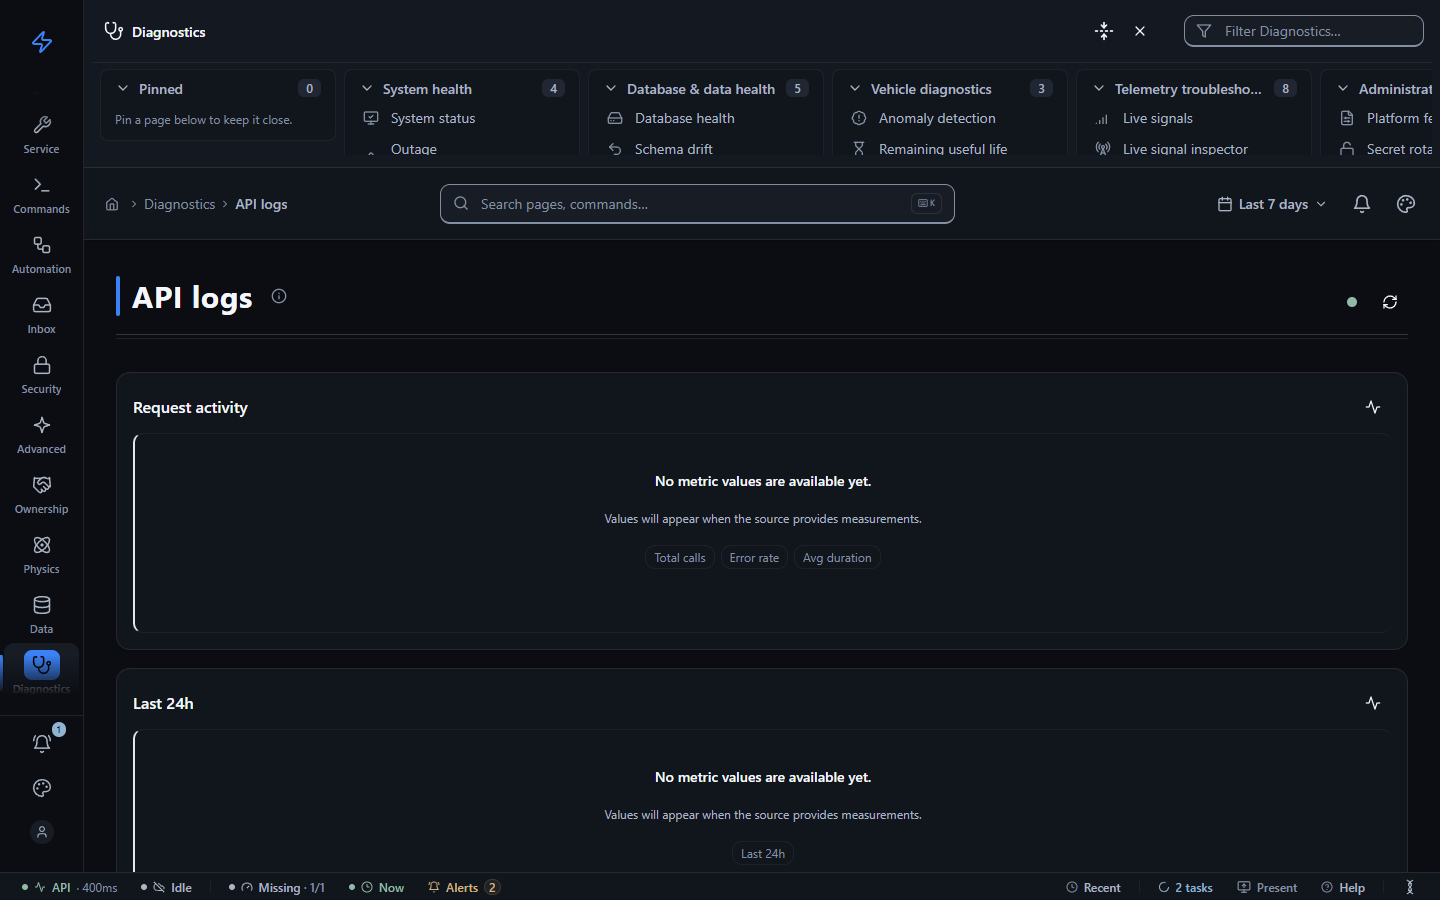 Diagnostics
Filter Diagnostics...
Pinned 0
Pin a page below to keep it close.
System health 4
System status
Outage
Database & data health 5
Database health
Schema drift
Vehicle diagnostics 3
Anomaly detection
Remaining useful life
Telemetry troublesho... 8
Live signals
Live signal inspector
Administrat
Platform fe
Secret rota
Diagnostics
API logs
Search pages, commands...
K
Last 7 days
Service
Commands
Automation
Inbox
Security
Advanced
Ownership
Physics
Data
Diagnostics
1
API logs
Request activity
No metric values are available yet.
Values will appear when the source provides measurements.
Total calls Error rate Avg duration
Last 24h
No metric values are available yet.
Values will appear when the source provides measurements.
Last 24h
API · 400ms Idle Missing · 1/1 Now Alerts 2 Recent 2 tasks Present Help